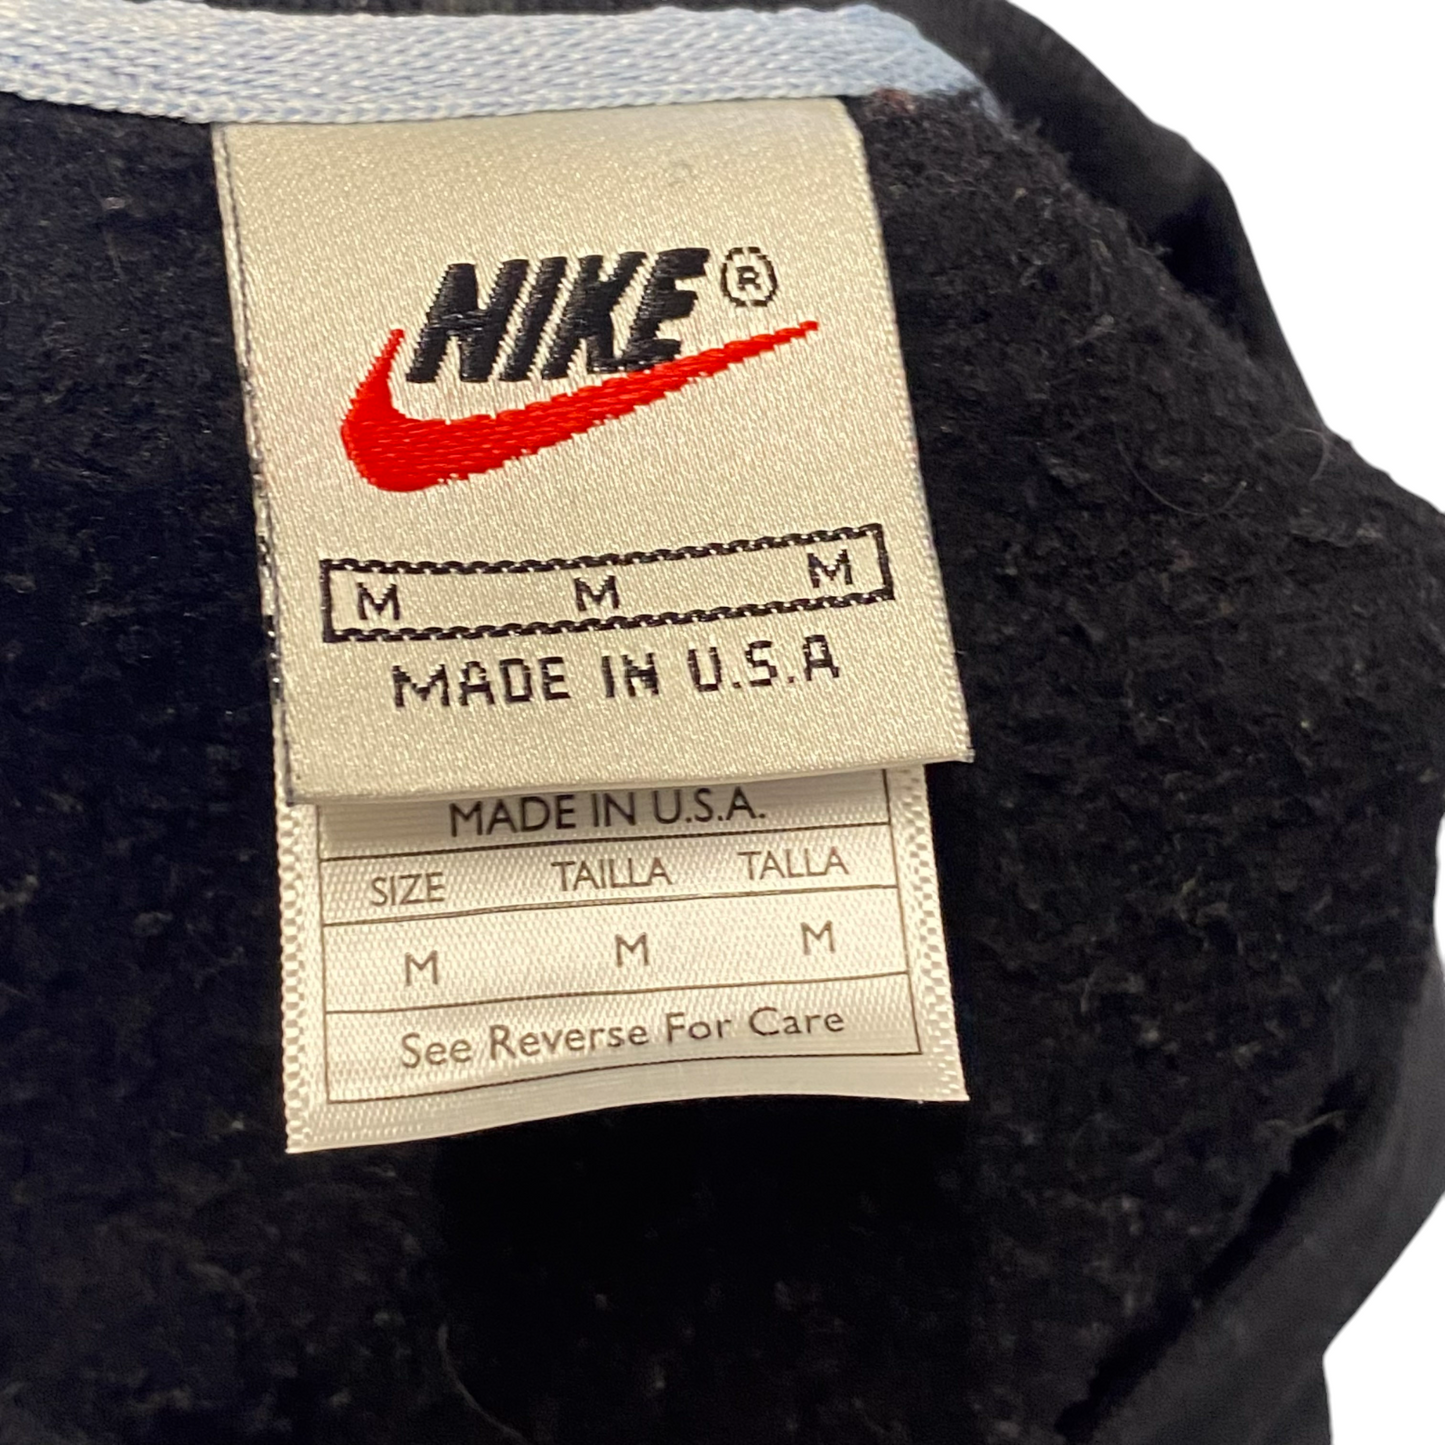 NIKE ®
M M M
MADE IN U.S.A
MADE IN U.S.A.
SIZE TAILLA TALLA
M M M
See Reverse For Care